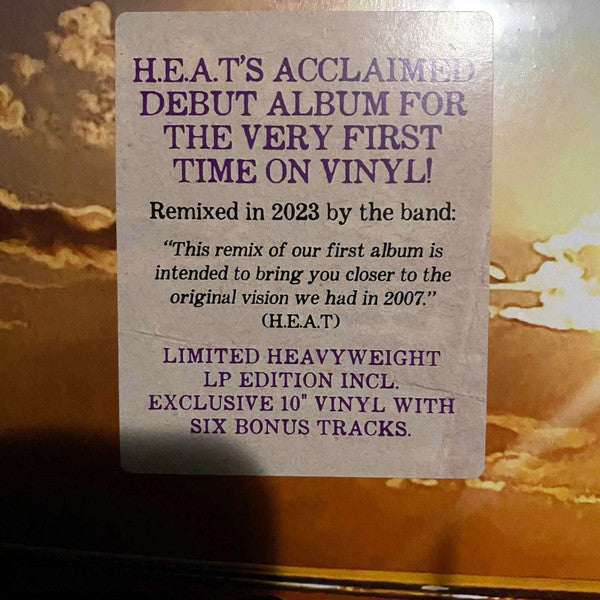 H.E.A.T'S ACCLAIMED
DEBUT ALBUM FOR
THE VERY FIRST
TIME ON VINYL!
Remixed in 2023 by the band:
"This remix of our first album is
intended to bring you closer to the
original vision we had in 2007."
(H.E.A.T)
LIMITED HEAVYWEIGHT
LP EDITION INCL.
EXCLUSIVE 10" VINYL WITH
SIX BONUS TRACKS.